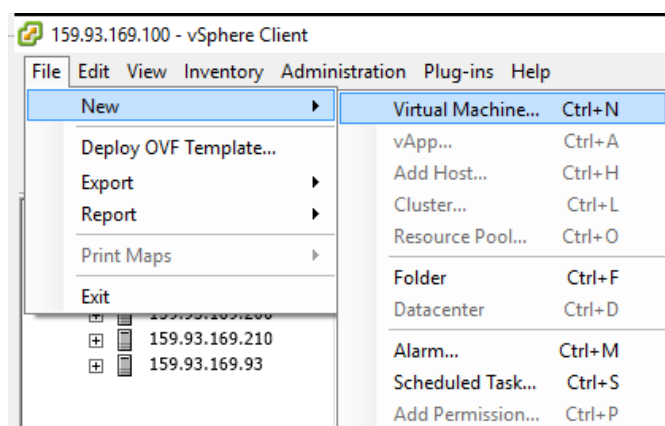 159.93.169.100 - vSphere Client
File Edit View Inventory Administration Plug-ins Help
New
Deploy OVF Template...
Export
Report
Print Maps
Exit
Virtual Machine... Ctrl+N
vApp... Ctrl+A
Add Host... Ctrl+H
Cluster... Ctrl+L
Resource Pool... Ctrl+O
Folder Ctrl+F
Datacenter Ctrl+D
Alarm... Ctrl+M
Scheduled Task... Ctrl+S
Add Permission... Ctrl+P
159.93.169.210
159.93.169.93